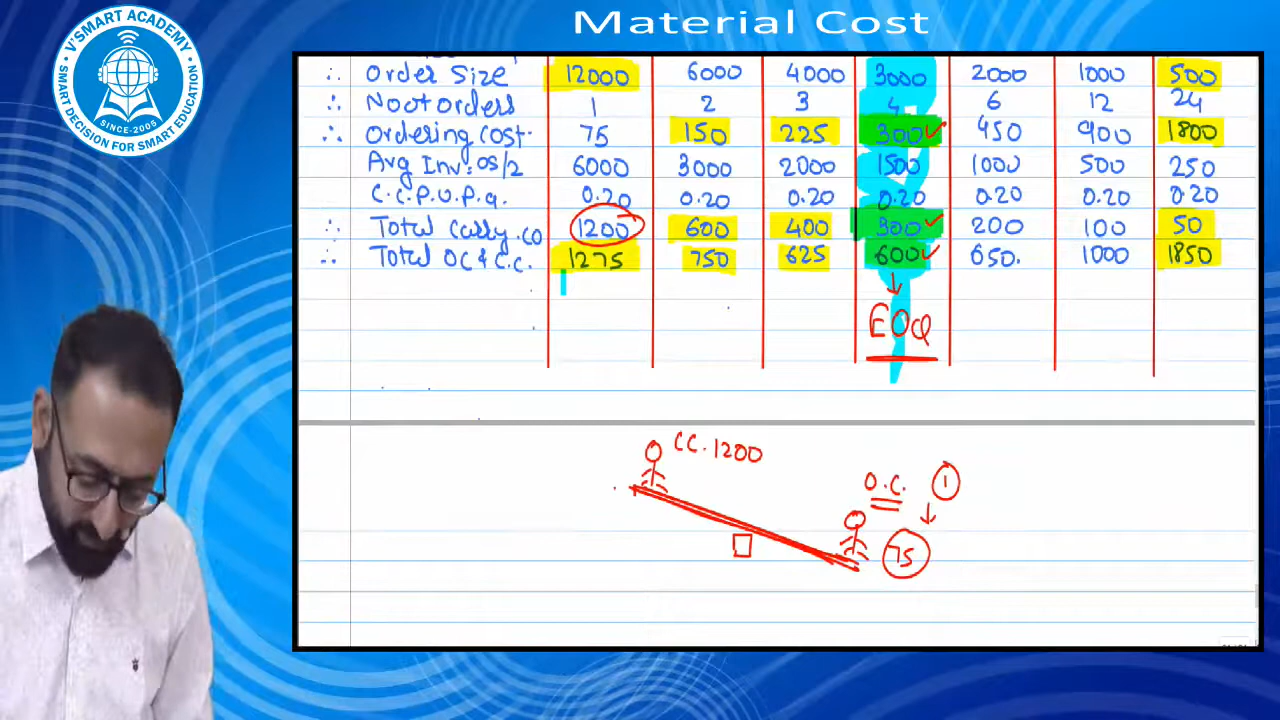 Material Cost
V'SMART ACADEMY
SMART DECISION FOR SMART EDUCATION
SINCE-2006
∴ Order Size 12000 6000 4000 3000 2000 1000 500
∴ No of orders 1 2 3 4 6 12 24
∴ Ordering cost. 75 150 225 300 ✓ 450 900 1800
Avg Inv. OS/2 6000 3000 2000 1500 1000 500 250
C.C.P.U.P.a. 0.20 0.20 0.20 0.20 0.20 0.20 0.20
∴ Total Carry.co 1200 600 400 300 ✓ 200 100 50
∴ Total OC & C.C. 1275 750 625 600 ✓ 650. 1000 1850
EOQ
CC. 1200
O.C. 1
75